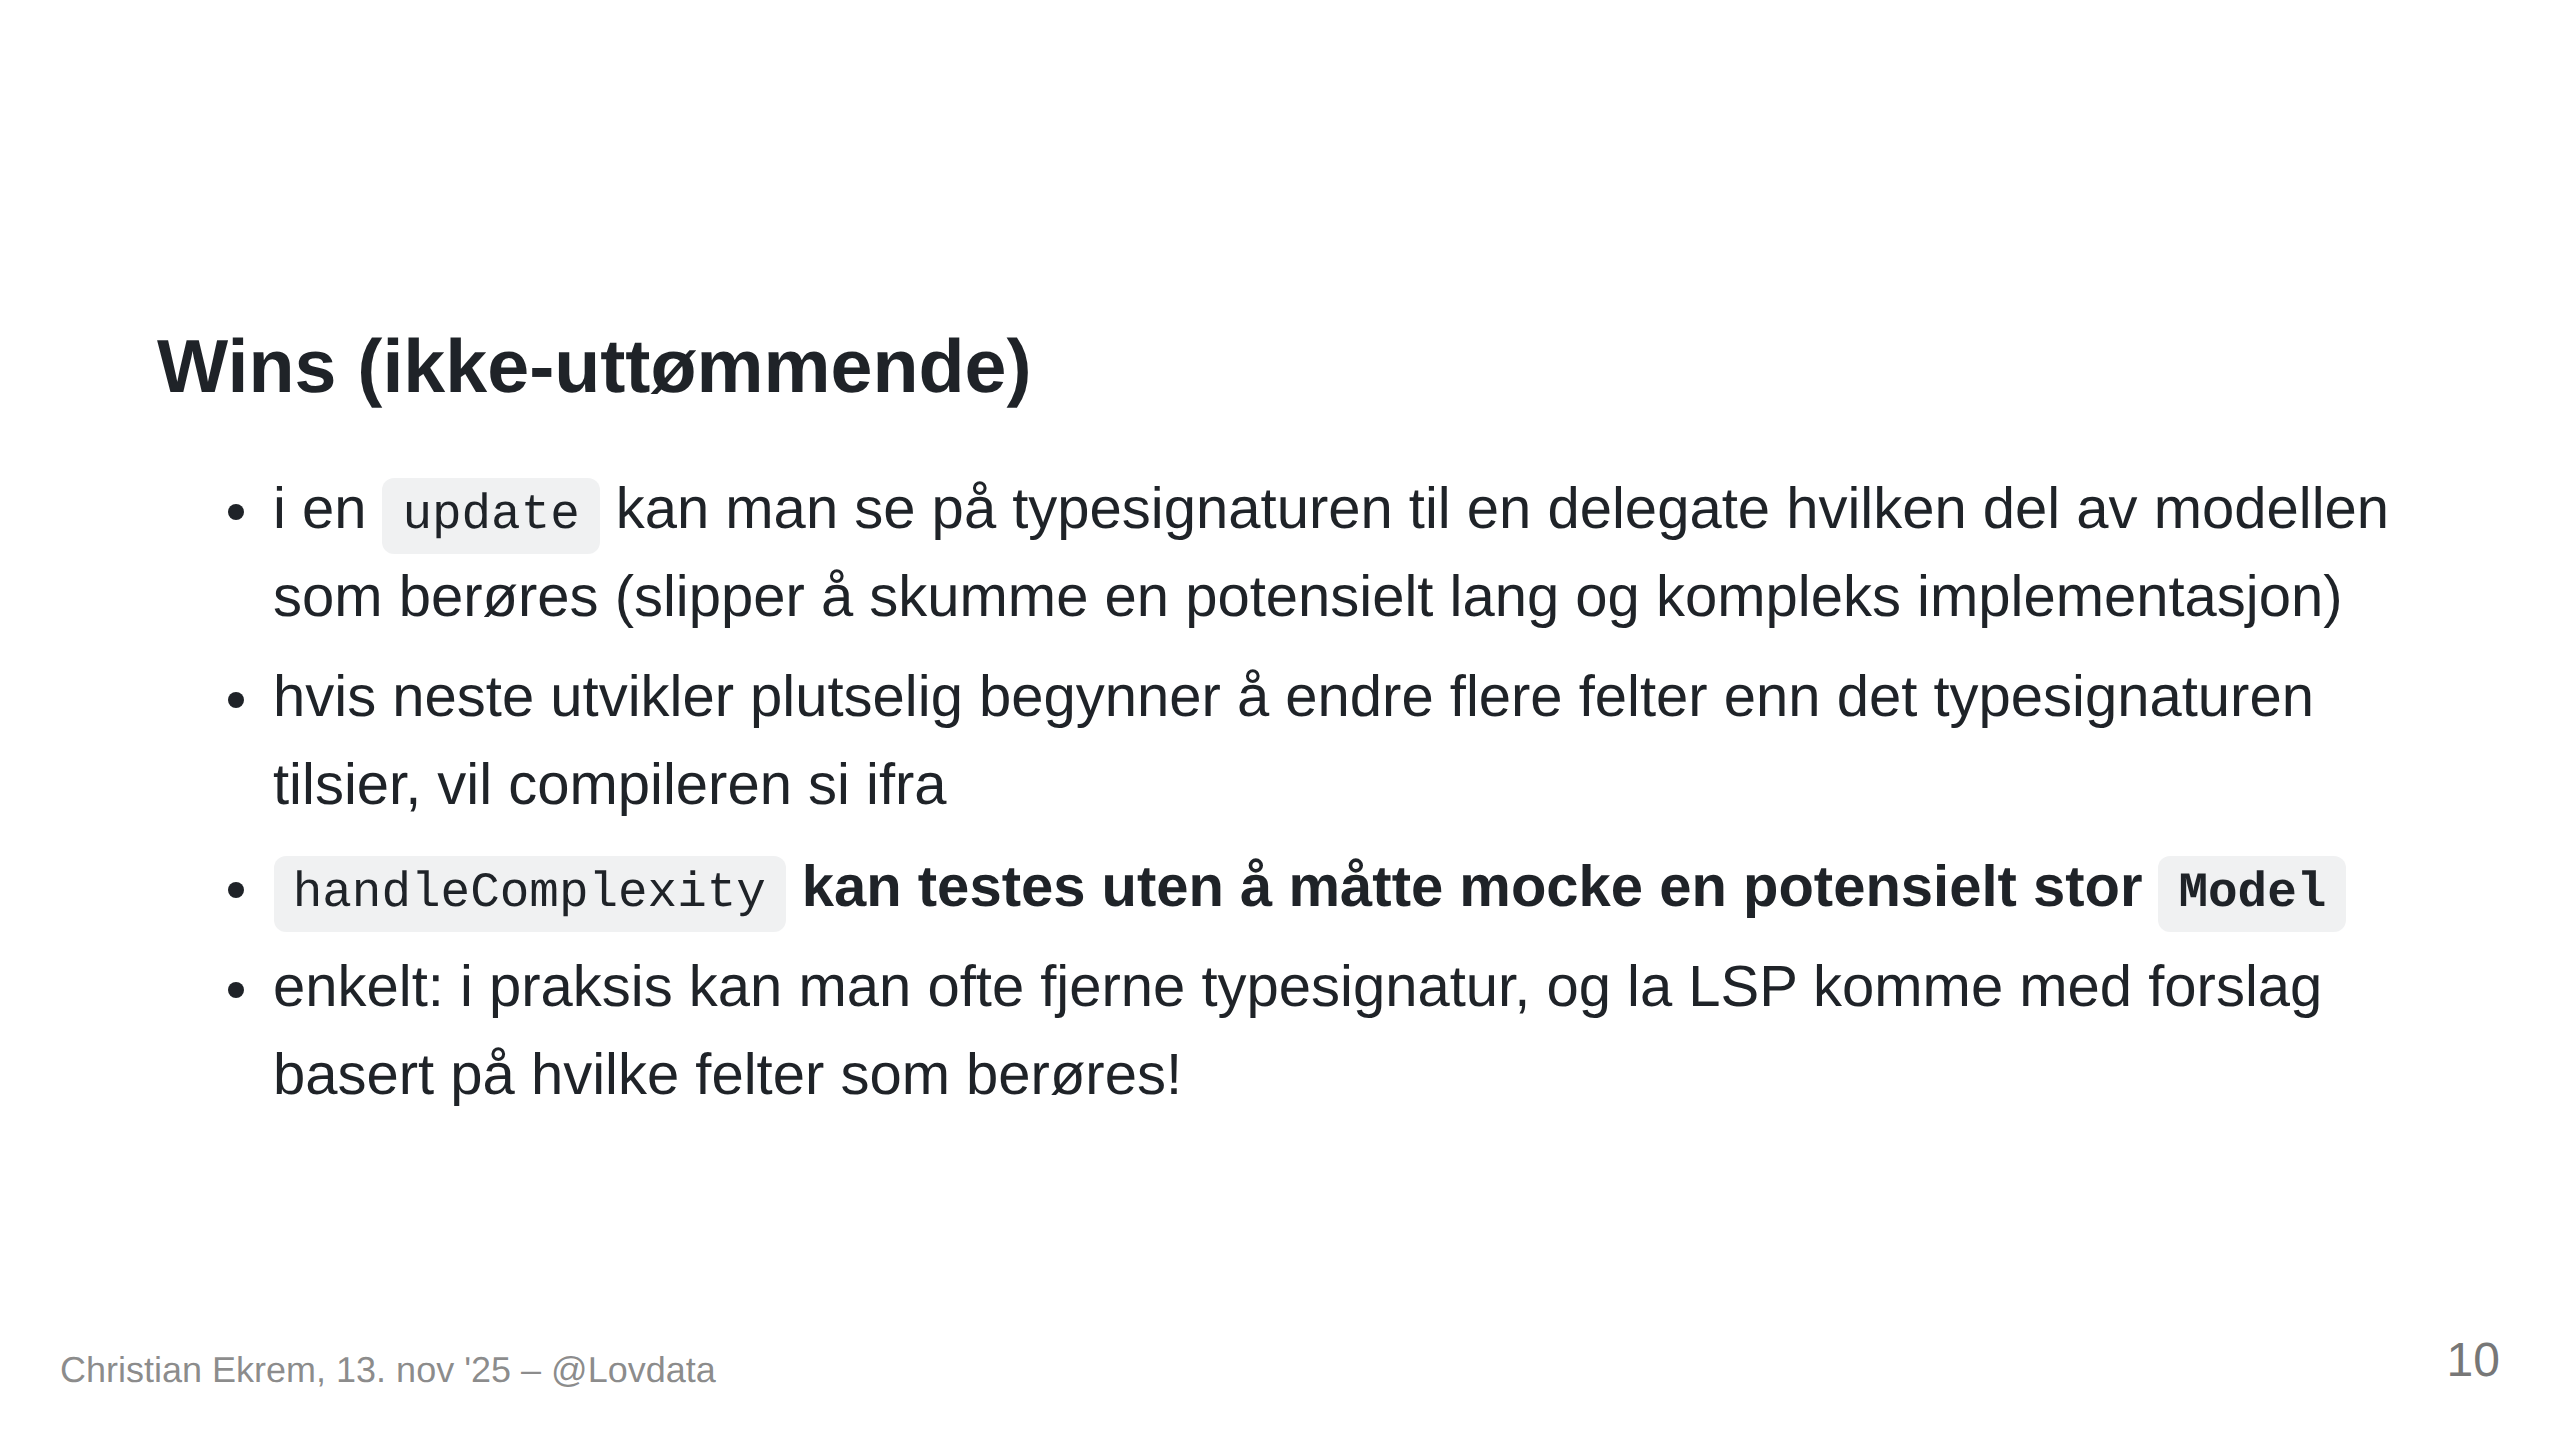 Wins (ikke-uttømmende)
• i en update kan man se på typesignaturen til en delegate hvilken del av modellen
som berøres (slipper å skumme en potensielt lang og kompleks implementasjon)
• hvis neste utvikler plutselig begynner å endre flere felter enn det typesignaturen
tilsier, vil compileren si ifra
• handleComplexity kan testes uten å måtte mocke en potensielt stor Model
• enkelt: i praksis kan man ofte fjerne typesignatur, og la LSP komme med forslag
basert på hvilke felter som berøres!
Christian Ekrem, 13. nov '25 – @Lovdata
10